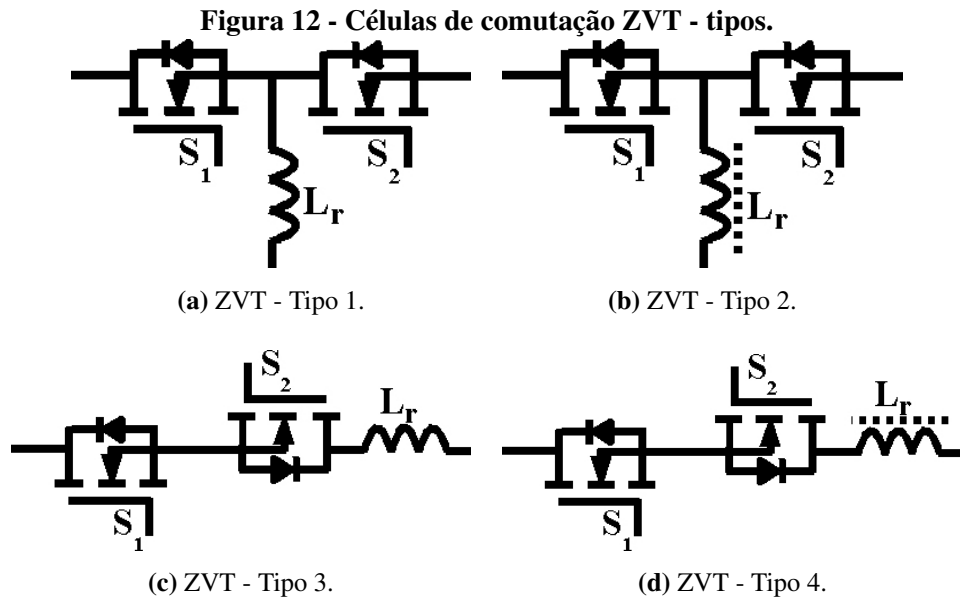 Figura 12 - Células de comutação ZVT - tipos.
S1
S2
Lr
S1
S2
Lr
(a) ZVT - Tipo 1.
(b) ZVT - Tipo 2.
S2
Lr
S1
S2
Lr
S1
(c) ZVT - Tipo 3.
(d) ZVT - Tipo 4.